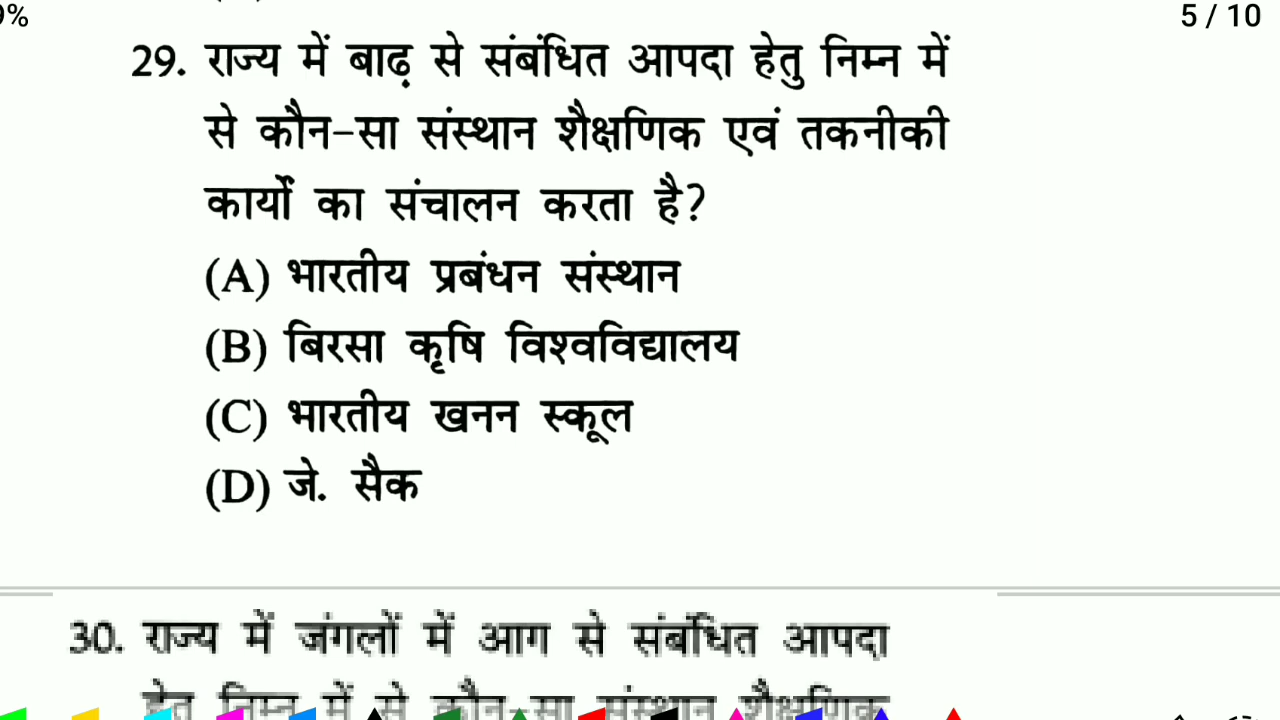 5 / 10
29. राज्य में बाढ़ से संबंधित आपदा हेतु निम्न में
से कौन-सा संस्थान शैक्षणिक एवं तकनीकी
कार्यों का संचालन करता है?
(A) भारतीय प्रबंधन संस्थान
(B) बिरसा कृषि विश्वविद्यालय
(C) भारतीय खनन स्कूल
(D) जे. सैक
30. राज्य में जंगलों में आग से संबंधित आपदा
हेतु निम्न में से कौन-सा संस्थान शैक्षणिक